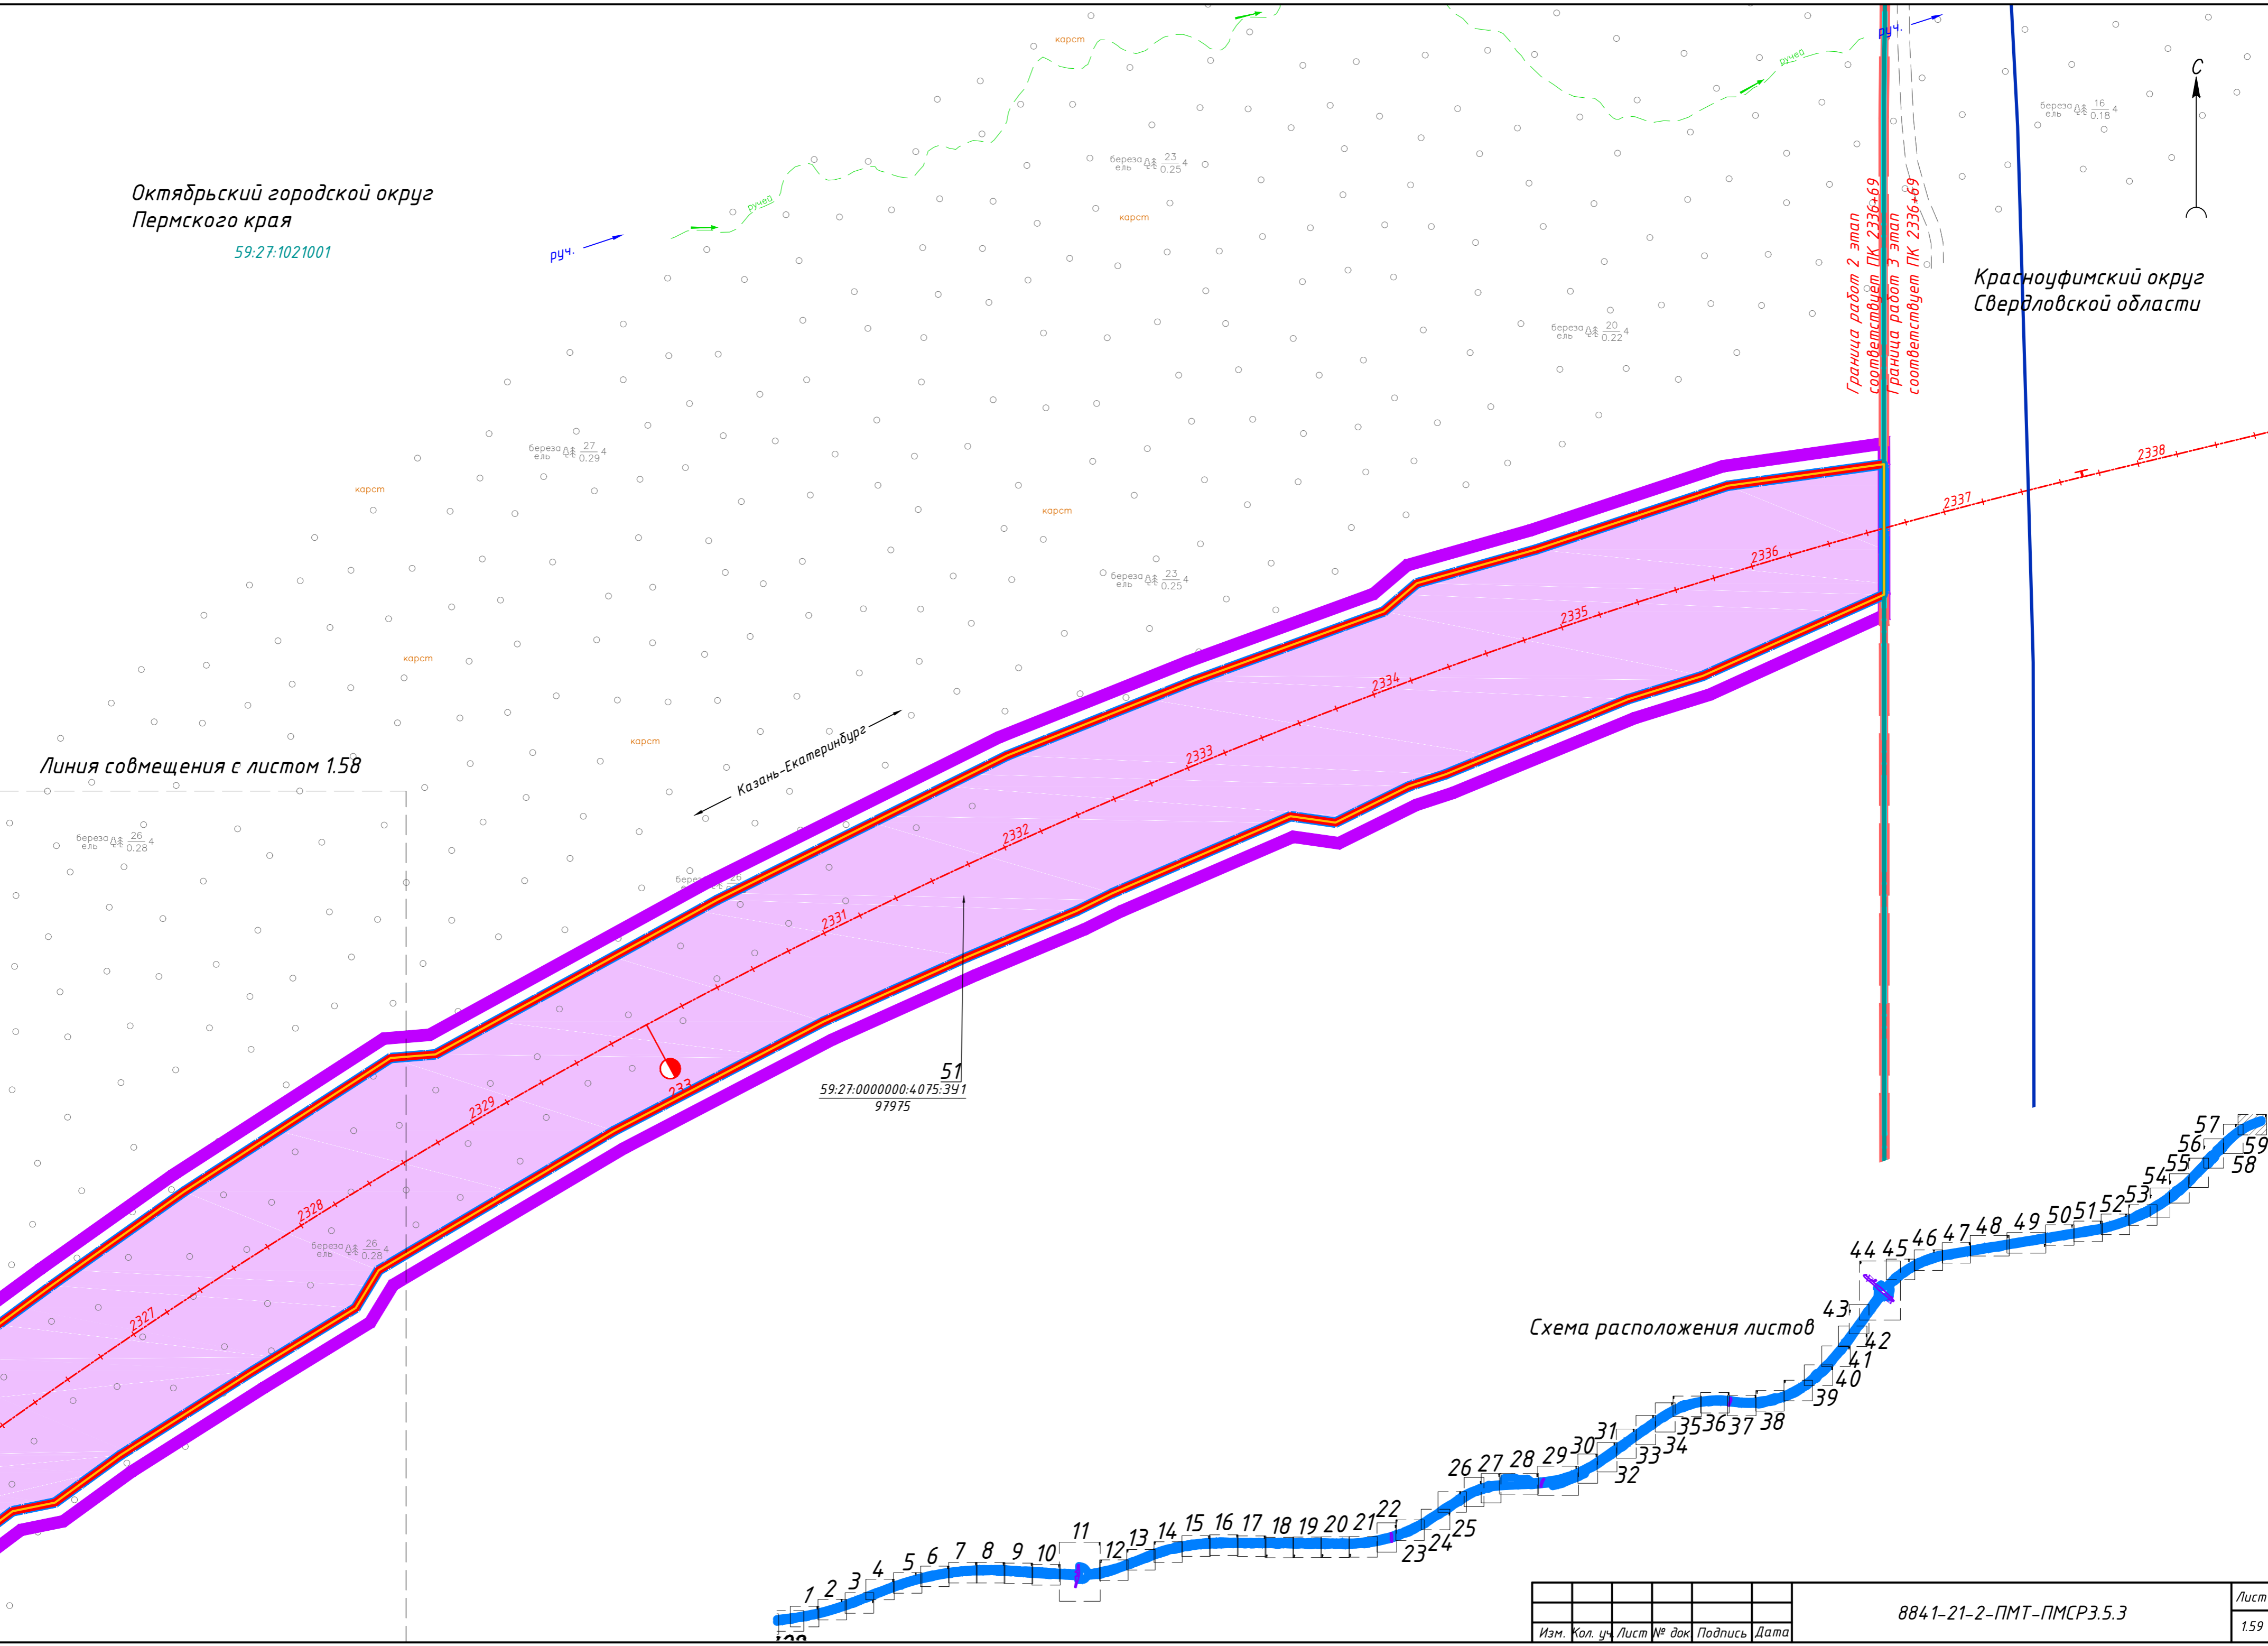 Октябрьский городской округ
Пермского края
59:27:1021001
руч.
ручей
карст
береза 23 4
ель 0.25
карст
ручей
руч.
С
береза 16 4
ель 0.18
Граница работ 2 этап
соответствует ПК 2336+69
Граница работ 3 этап
соответствует ПК 2336+69
Красноуфимский округ
Свердловской области
береза 20 4
ель 0.22
береза 27 4
ель 0.29
карст
карст
береза 23 4
ель 0.25
карст
карст
Казань-Екатеринбург
Линия совмещения с листом 1.58
береза 26 4
ель 0.28
2338
2337
2336
2335
2334
2333
2332
2331
233
2329
2328
2327
береза 26 4
ель 0.28
51
59:27:0000000:4075:ЗУ1
97975
Схема расположения листов
1
2
3
4
5
6
7
8
9
10
11
12
13
14
15
16
17
18
19
20
21
22
23
24
25
26
27
28
29
30
31
32
33
34
35
36
37
38
39
40
41
42
43
44
45
46
47
48
49
50
51
52
53
54
55
56
57
58
59
Изм. Кол. уч Лист № док Подпись Дата
8841-21-2-ПМТ-ПМСР3.5.3
Лист
1.59